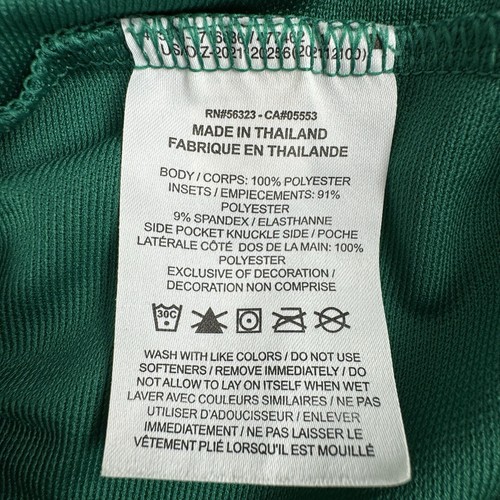 RN#56323 - CA#05553
MADE IN THAILAND
FABRIQUE EN THAILANDE
BODY / CORPS: 100% POLYESTER
INSETS / EMPIECEMENTS: 91%
POLYESTER
9% SPANDEX / ELASTHANNE
SIDE POCKET KNUCKLE SIDE / POCHE
LATÉRALE CÔTÉ DOS DE LA MAIN: 100%
POLYESTER
EXCLUSIVE OF DECORATION /
DECORATION NON COMPRISE
30C
WASH WITH LIKE COLORS / DO NOT USE
SOFTENERS / REMOVE IMMEDIATELY / DO
NOT ALLOW TO LAY ON ITSELF WHEN WET
LAVER AVEC COULEURS SIMILAIRES / NE PAS
UTILISER D'ADOUCISSEUR / ENLEVER
IMMEDIATEMENT / NE PAS LAISSER LE
VÊTEMENT PLIÉ LORSQU'IL EST MOUILLÉ